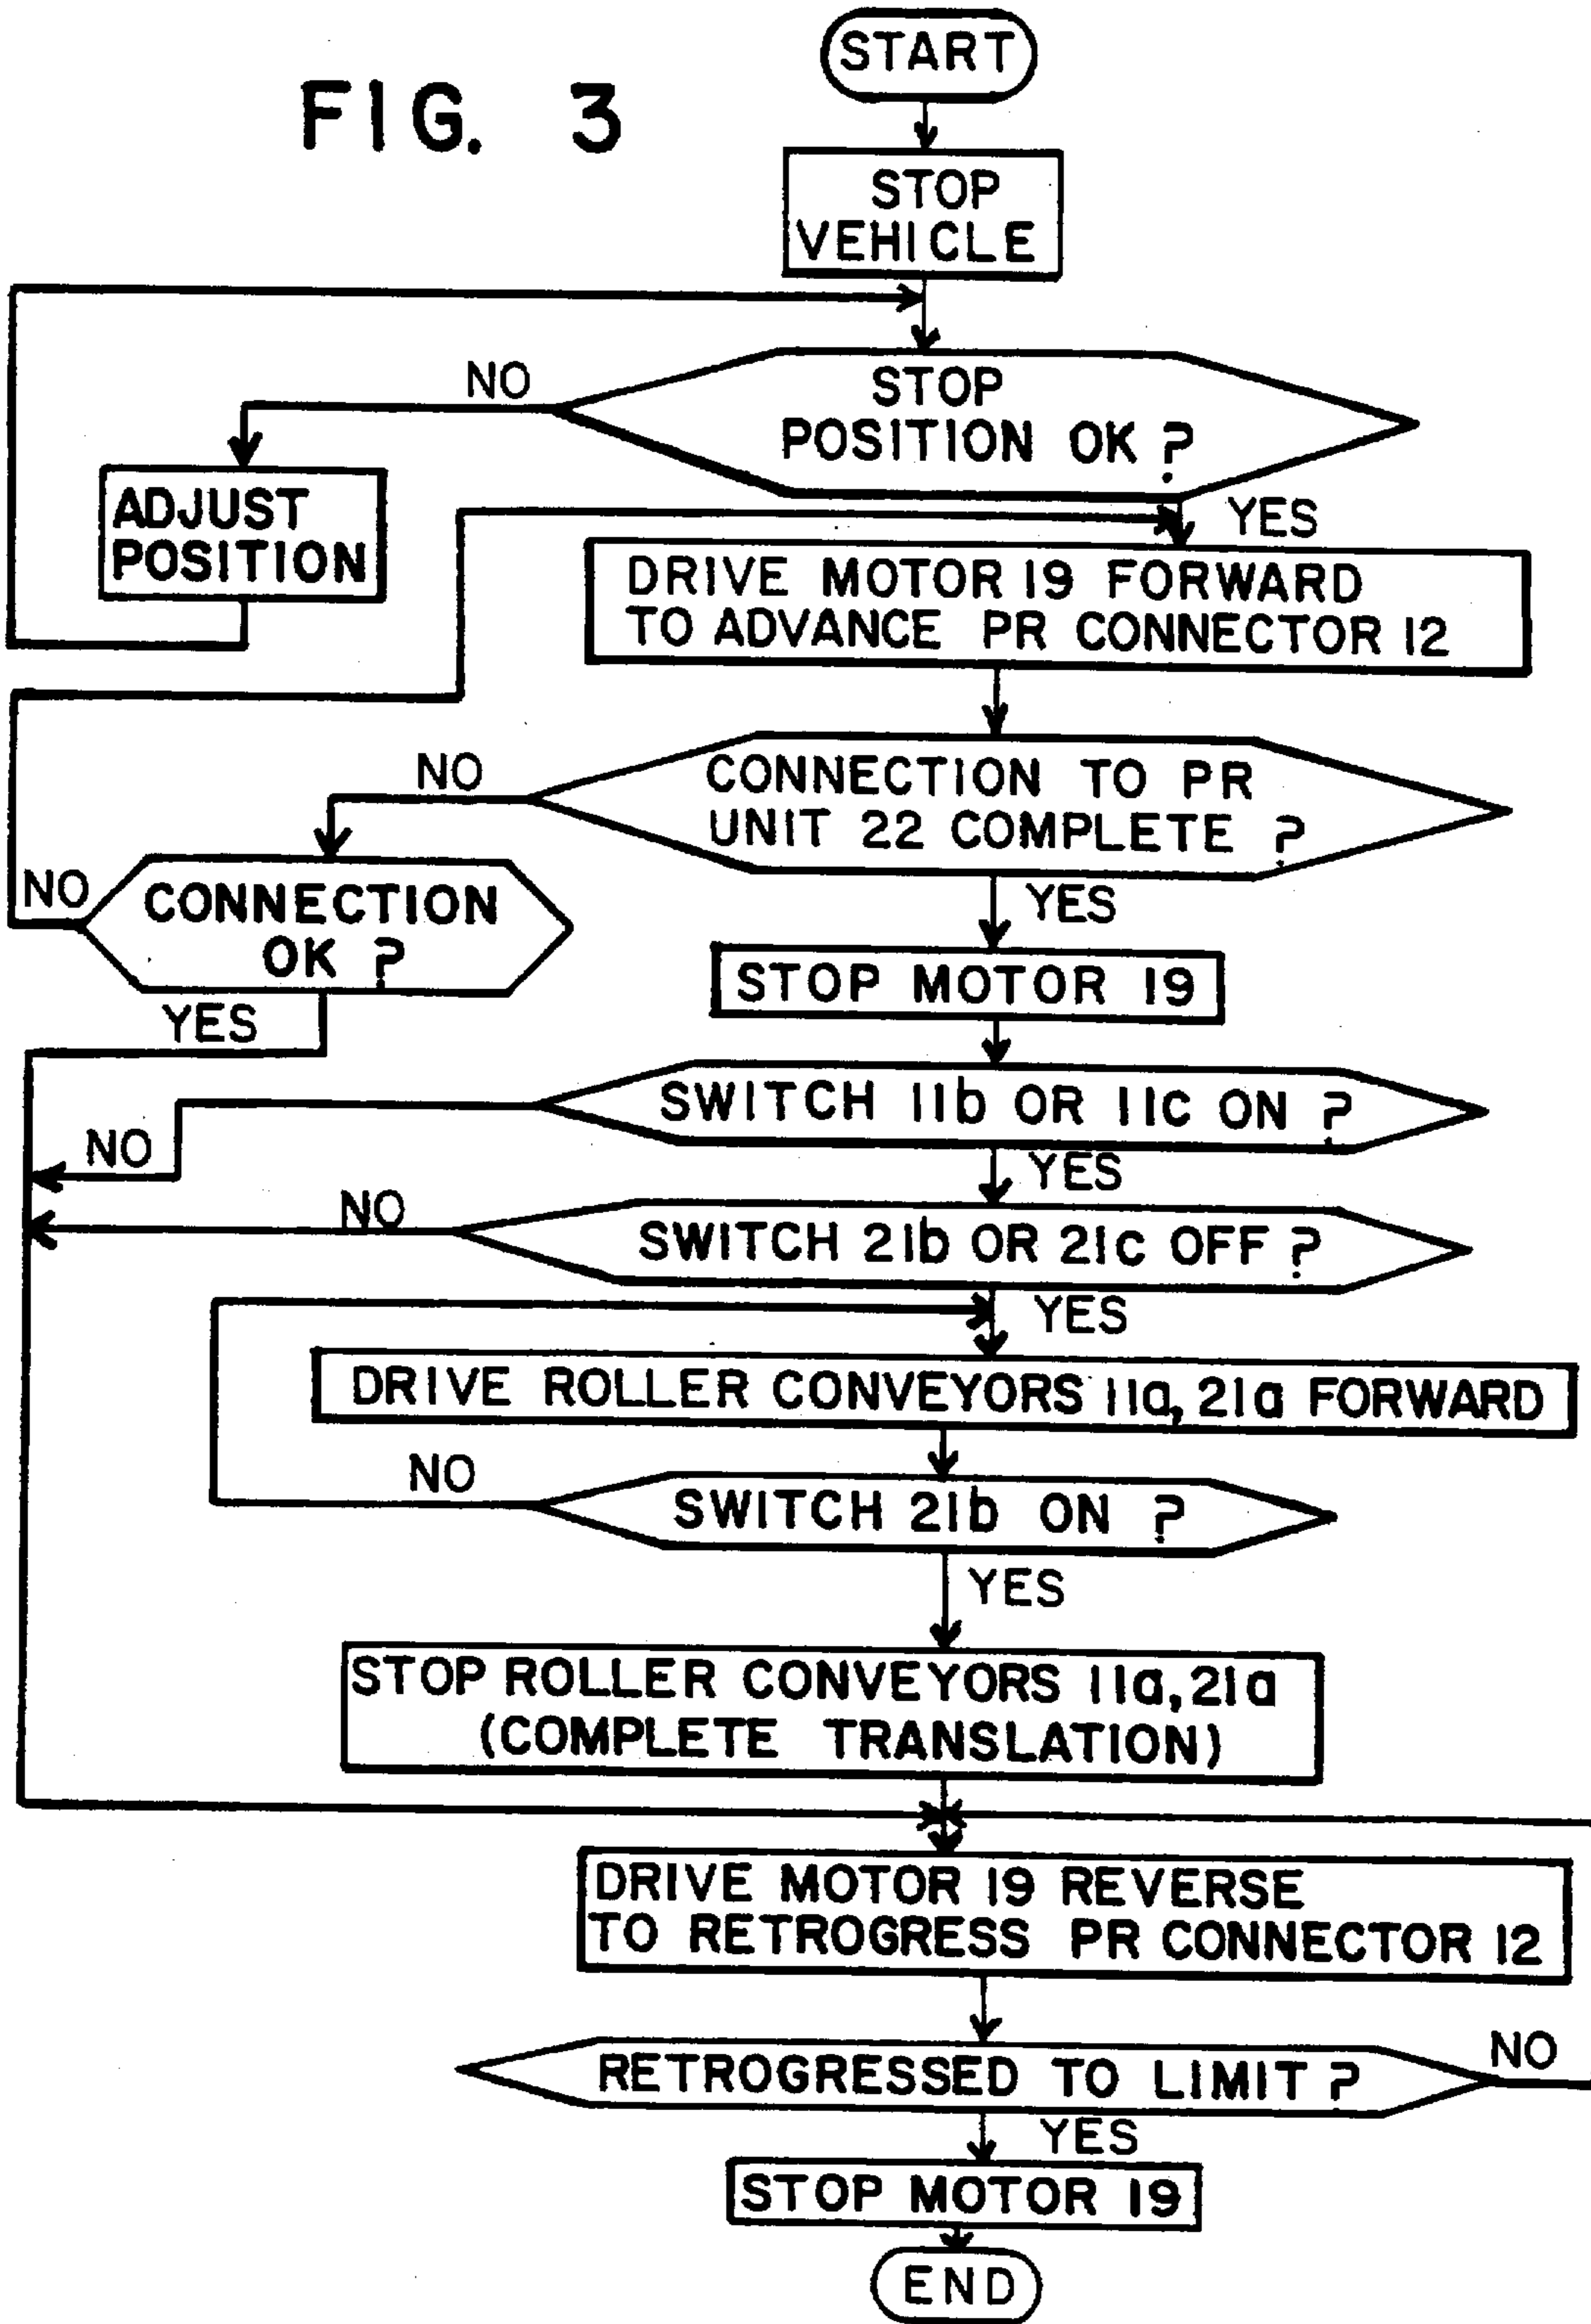 FIG. 3
START
STOP
VEHICLE
NO
STOP
POSITION OK ?
ADJUST
POSITION
YES
DRIVE MOTOR 19 FORWARD
TO ADVANCE PR CONNECTOR 12
NO
CONNECTION TO PR
UNIT 22 COMPLETE ?
NO
CONNECTION
OK ?
YES
STOP MOTOR 19
YES
SWITCH 11b OR 11c ON ?
NO
YES
NO
SWITCH 21b OR 21c OFF ?
YES
DRIVE ROLLER CONVEYORS 11a, 21a FORWARD
NO
SWITCH 21b ON ?
YES
STOP ROLLER CONVEYORS 11a, 21a
(COMPLETE TRANSLATION)
DRIVE MOTOR 19 REVERSE
TO RETROGRESS PR CONNECTOR 12
RETROGRESSED TO LIMIT ?
NO
YES
STOP MOTOR 19
END